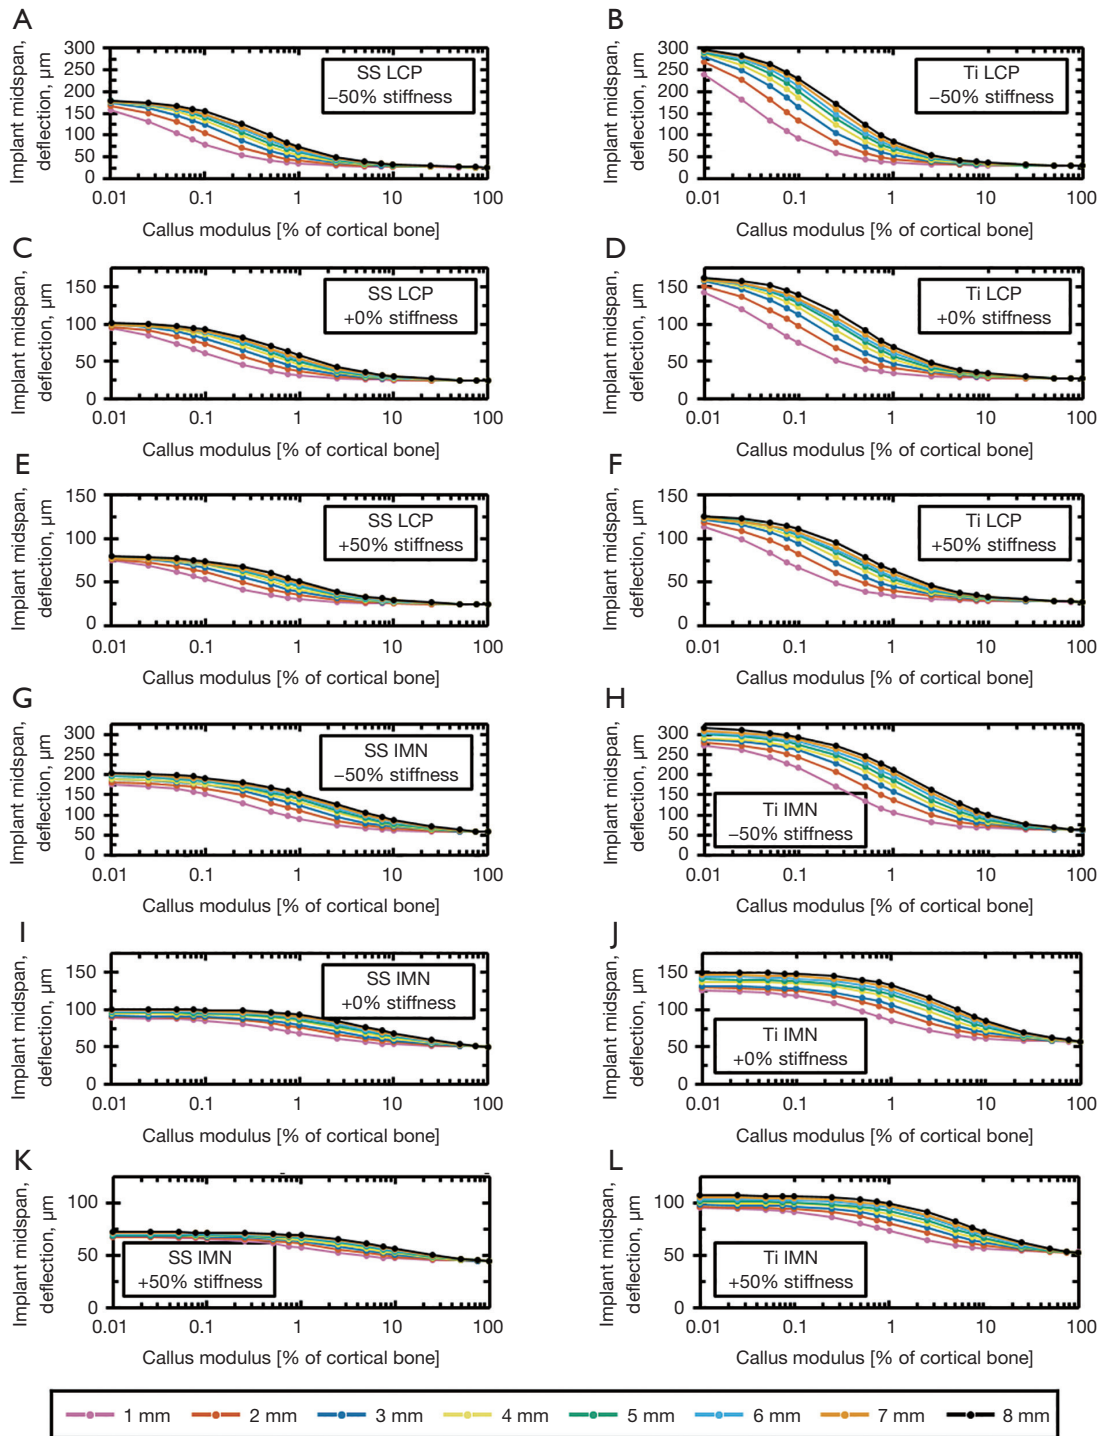 A
Implant midspan,
deflection, µm
300
250
200
150
100
50
0
SS LCP
–50% stiffness
0.01 0.1 1 10 100
Callus modulus [% of cortical bone]
B
Implant midspan,
deflection, µm
300
250
200
150
100
50
0
Ti LCP
–50% stiffness
0.01 0.1 1 10 100
Callus modulus [% of cortical bone]
C
Implant midspan,
deflection, µm
150
100
50
0
SS LCP
+0% stiffness
0.01 0.1 1 10 100
Callus modulus [% of cortical bone]
D
Implant midspan,
deflection, µm
150
100
50
0
Ti LCP
+0% stiffness
0.01 0.1 1 10 100
Callus modulus [% of cortical bone]
E
Implant midspan,
deflection, µm
150
100
50
0
SS LCP
+50% stiffness
0.01 0.1 1 10 100
Callus modulus [% of cortical bone]
F
Implant midspan,
deflection, µm
150
100
50
0
Ti LCP
+50% stiffness
0.01 0.1 1 10 100
Callus modulus [% of cortical bone]
G
Implant midspan,
deflection, µm
300
250
200
150
100
50
0
SS IMN
–50% stiffness
0.01 0.1 1 10 100
Callus modulus [% of cortical bone]
H
Implant midspan,
deflection, µm
300
250
200
150
100
50
0
Ti IMN
–50% stiffness
0.01 0.1 1 10 100
Callus modulus [% of cortical bone]
I
Implant midspan,
deflection, µm
150
100
50
0
SS IMN
+0% stiffness
0.01 0.1 1 10 100
Callus modulus [% of cortical bone]
J
Implant midspan,
deflection, µm
150
100
50
0
Ti IMN
+0% stiffness
0.01 0.1 1 10 100
Callus modulus [% of cortical bone]
K
Implant midspan,
deflection, µm
100
50
0
SS IMN
+50% stiffness
0.01 0.1 1 10 100
Callus modulus [% of cortical bone]
L
Implant midspan,
deflection, µm
100
50
0
Ti IMN
+50% stiffness
0.01 0.1 1 10 100
Callus modulus [% of cortical bone]
1 mm 2 mm 3 mm 4 mm 5 mm 6 mm 7 mm 8 mm